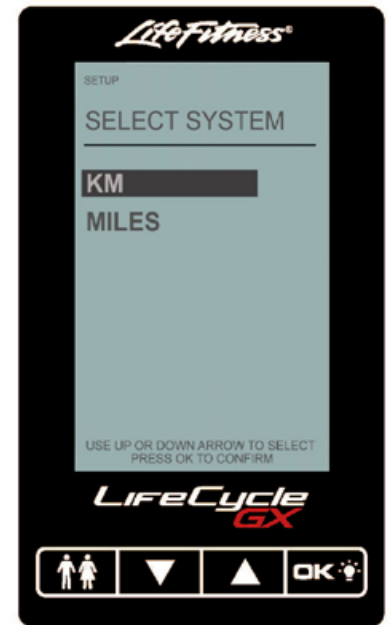 LifeFitness®
SETUP
SELECT SYSTEM
KM
MILES
USE UP OR DOWN ARROW TO SELECT
PRESS OK TO CONFIRM
LifeCycle
GX
OK